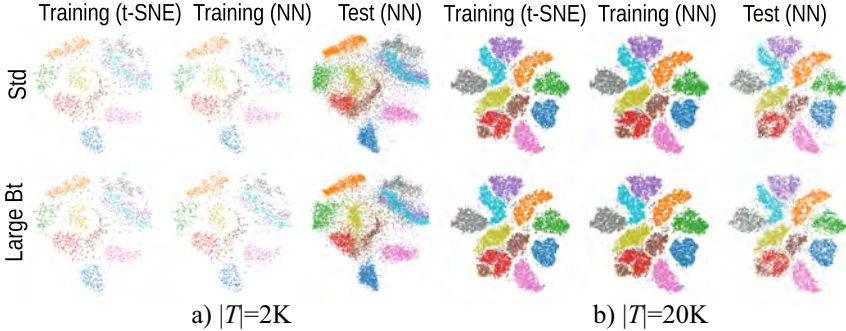 Training (t-SNE) Training (NN) Test (NN) Training (t-SNE) Training (NN) Test (NN)
Std
Large Bt
a) |T|=2K b) |T|=20K